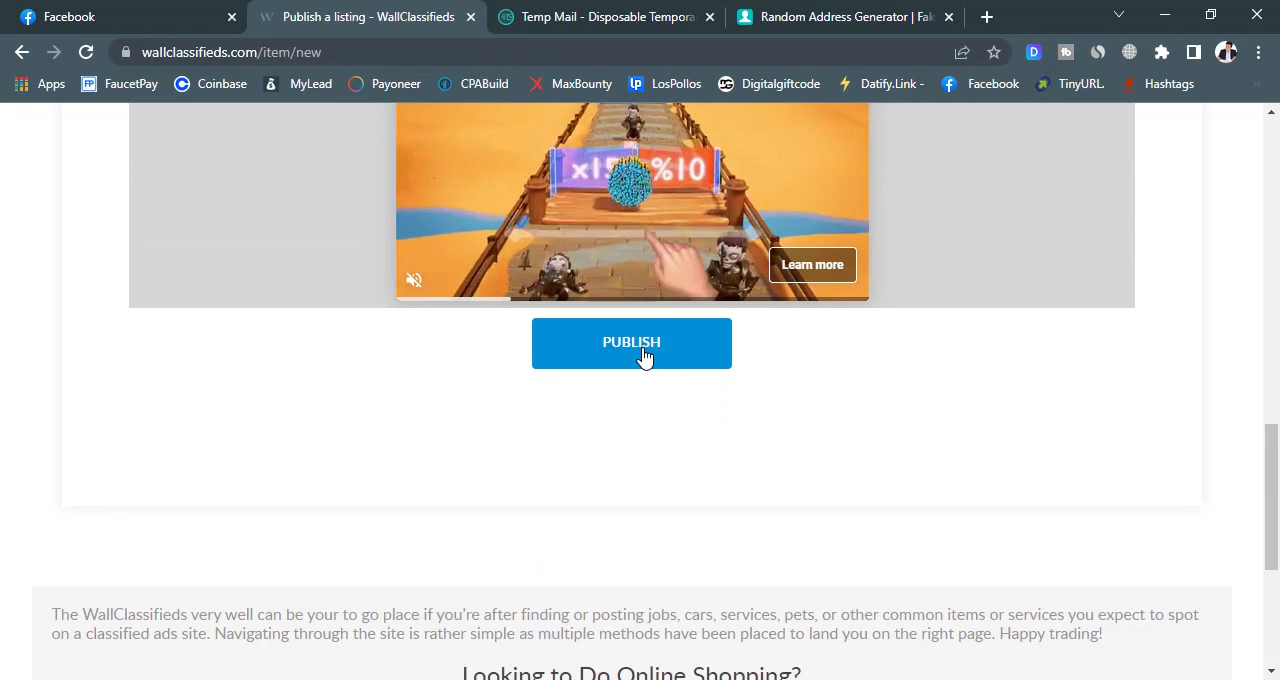 Facebook
Publish a listing - WallClassifieds
Temp Mail - Disposable Tempora
Random Address Generator | Fak
wallclassifieds.com/item/new
Apps
FaucetPay
Coinbase
MyLead
Payoneer
CPABuild
MaxBounty
LosPollos
Digitalgiftcode
Datify.Link -
Facebook
TinyURL
Hashtags
%10
Learn more
PUBLISH
The WallClassifieds very well can be your to go place if you're after finding or posting jobs, cars, services, pets, or other common items or services you expect to spot
on a classified ads site. Navigating through the site is rather simple as multiple methods have been placed to land you on the right page. Happy trading!
Looking to Do Online Shopping?